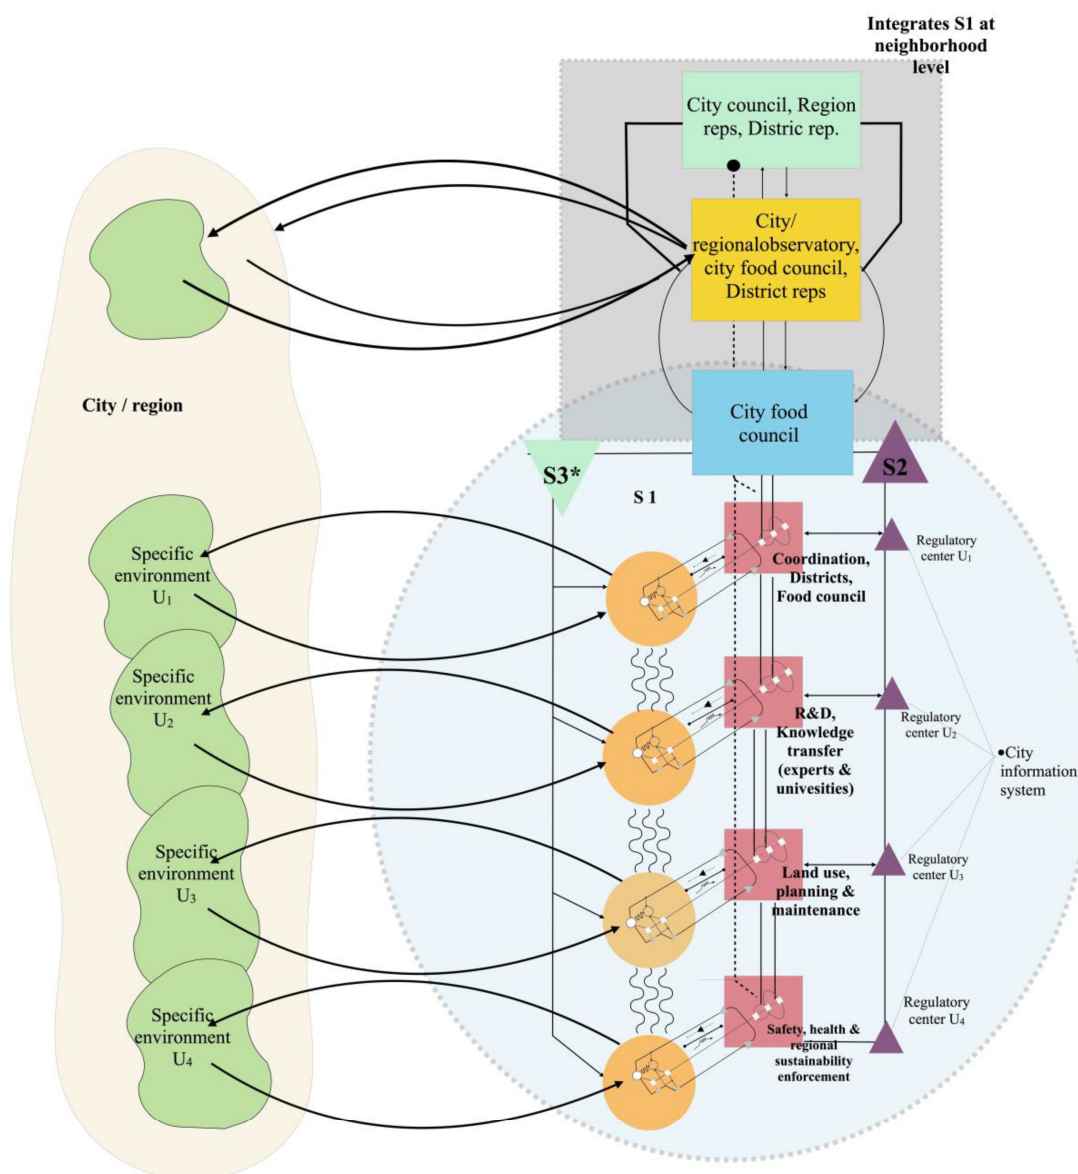 Integrates S1 at
neighborhood
level
City council, Region
reps, Distric rep.
City/
regionalobservatory,
city food council,
District reps
City / region
City food
council
S3*
S2
S 1
Specific
environment
U1
Regulatory
center U1
Coordination,
Districts,
Food council
Specific
environment
U2
R&D,
Knowledge
transfer
(experts &
univesities)
Regulatory
center U2
•City
information
system
Specific
environment
U3
Land use,
planning &
maintenance
Regulatory
center U3
Specific
environment
U4
Safety, health &
regional
sustainability
enforcement
Regulatory
center U4